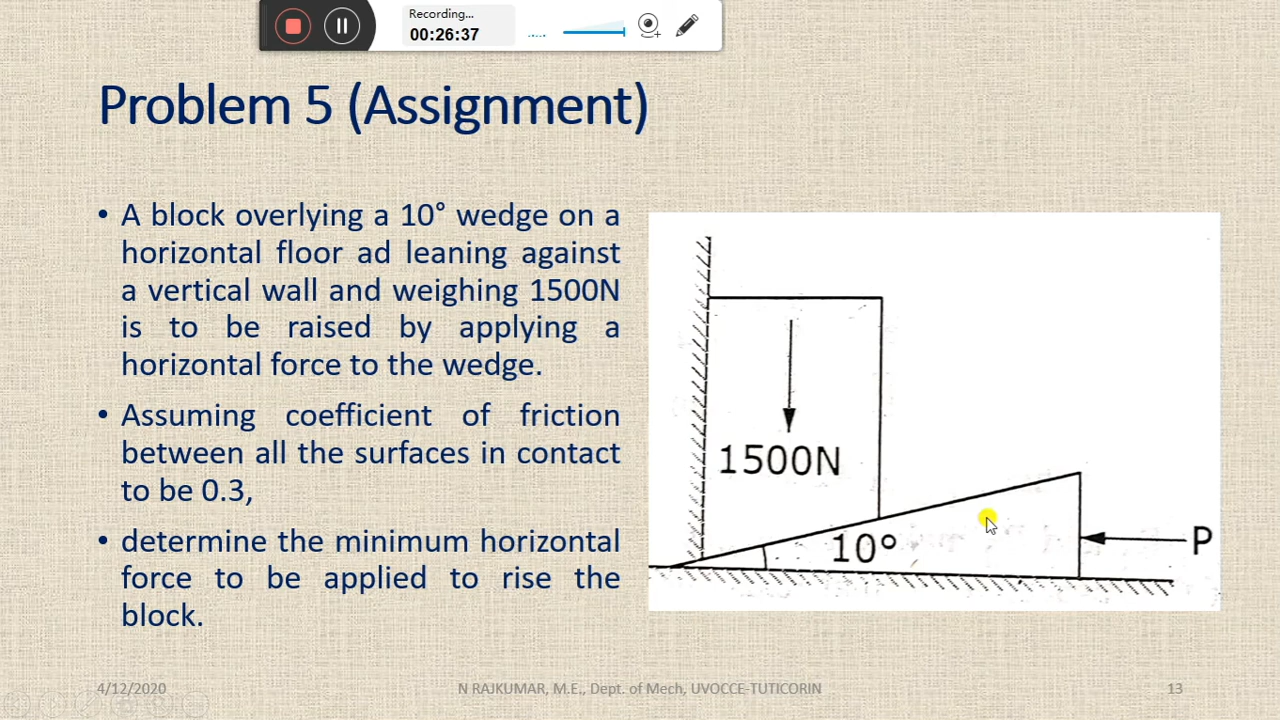 Recording...
00:26:37
Problem 5 (Assignment)
• A block overlying a 10° wedge on a
horizontal floor ad leaning against
a vertical wall and weighing 1500N
is to be raised by applying a
horizontal force to the wedge.
• Assuming coefficient of friction
between all the surfaces in contact
to be 0.3,
• determine the minimum horizontal
force to be applied to rise the
block.
1500N
10°
P
4/12/2020
N RAJKUMAR, M.E., Dept. of Mech, UVOCCE-TUTICORIN
13